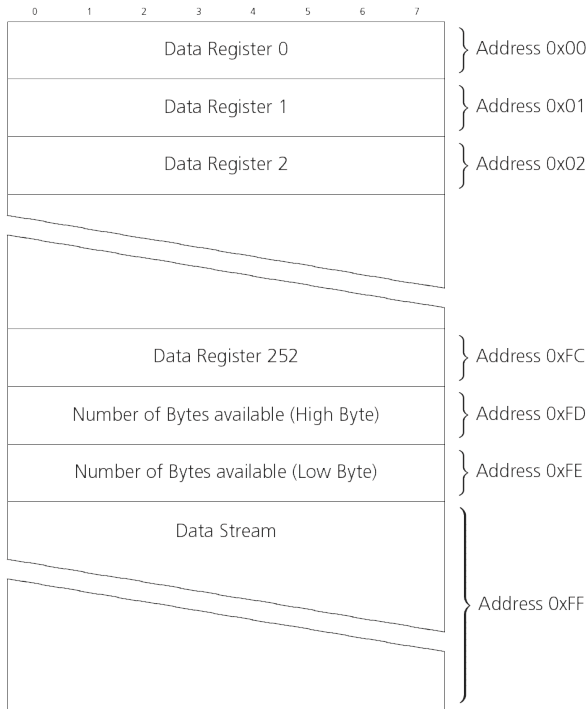 0 1 2 3 4 5 6 7
Data Register 0 Address 0x00
Data Register 1 Address 0x01
Data Register 2 Address 0x02
Data Register 252 Address 0xFC
Number of Bytes available (High Byte) Address 0xFD
Number of Bytes available (Low Byte) Address 0xFE
Data Stream
Address 0xFF